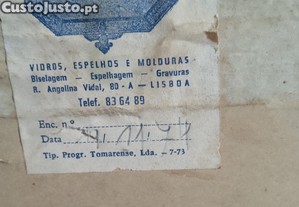 CustoJusto.pt
VIDROS, ESPELHOS E MOLDURAS
Biselagem — Espelhagem — Gravuras
R. Angelina Vidal, 83 - A — LISBOA
Telef. 83 64 89
Enc. n.º
Data
Tip. Progr. Tomarense, Lda. — 7-73